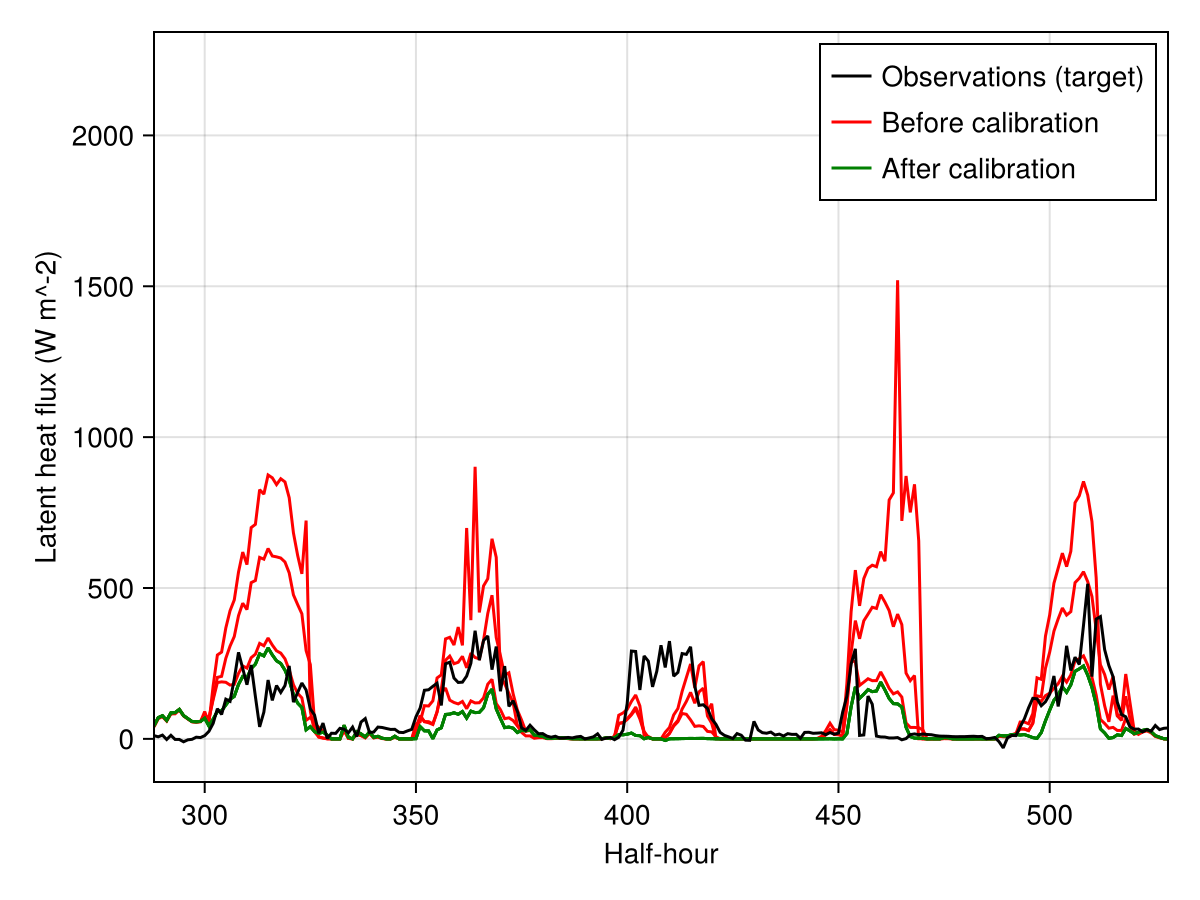 Observations (target)
Before calibration
After calibration
Latent heat flux (W m^-2)
2000
1500
1000
500
0
300
350
400
450
500
Half-hour